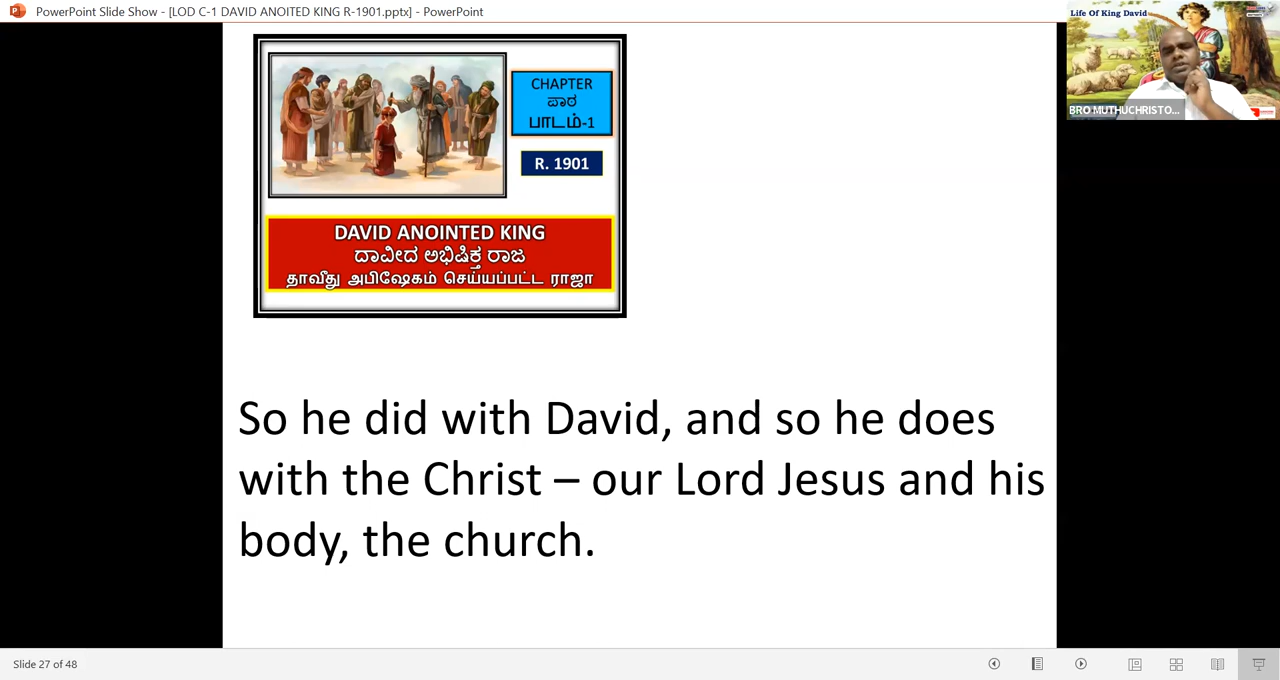 PowerPoint Slide Show - [LOD C-1 DAVID ANOITED KING R-1901.pptx] - PowerPoint
Life Of King David
BRO MUTHUCHRISTO...
CHAPTER
ಪಾಠ
பாடம்-1
R. 1901
DAVID ANOINTED KING
ದಾವೀದ ಅಭಿಷಿಕ್ತ ರಾಜ
தாவீது அபிஷேகம் செய்யப்பட்ட ராஜா
So he did with David, and so he does
with the Christ – our Lord Jesus and his
body, the church.
Slide 27 of 48